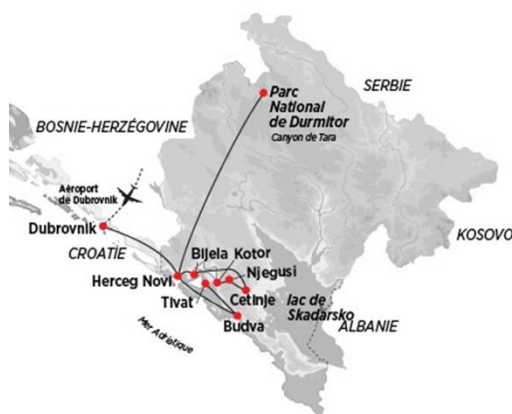 Parc
National
de Durmitor
Canyon de Tara
SERBIE
BOSNIE-HERZÉGOVINE
Aéroport
de Dubrovnik
Dubrovnik
CROATIE
KOSOVO
Bijela
Kotor
Njegusi
Herceg Novi
Tivat
Cetinje
lac de
Skadarsko
Budva
ALBANIE
Mer Adriatique